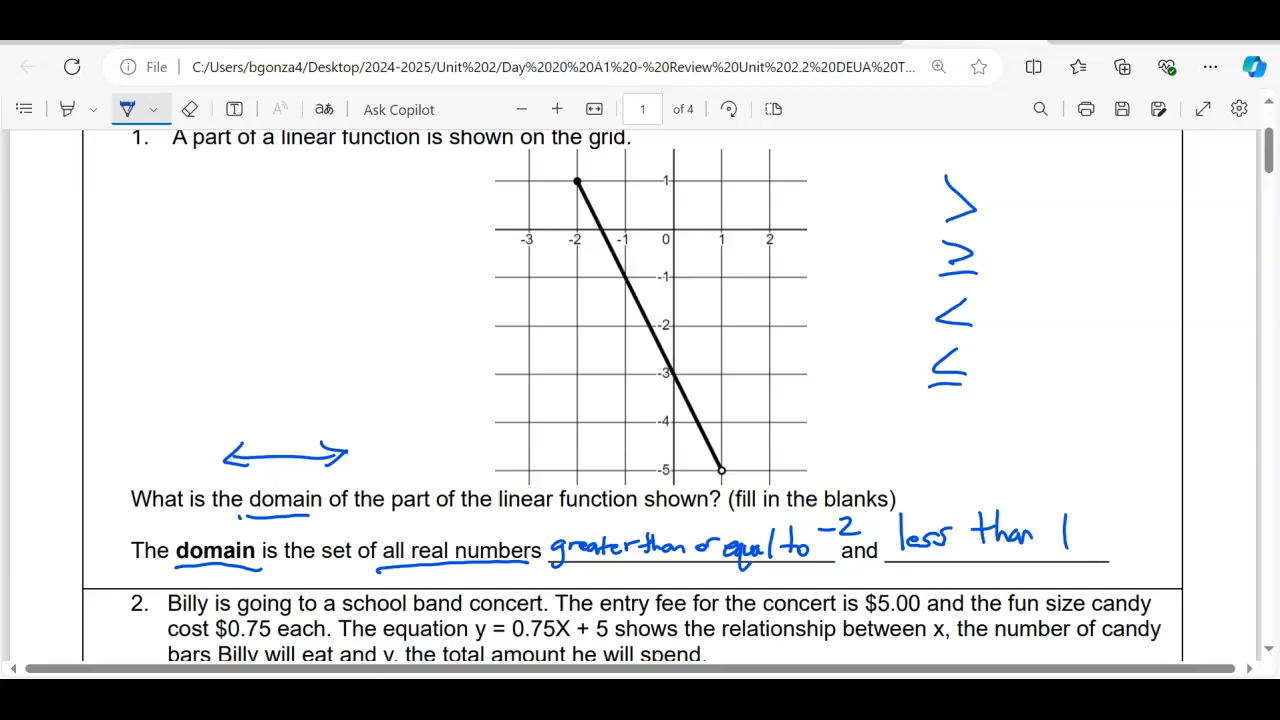 File C:/Users/bgonza4/Desktop/2024-2025/Unit%202/Day%2020%20A1%20-%20Review%20Unit%202.2%20DEUA%20T...
Ask Copilot 1 of 4
1. A part of a linear function is shown on the grid.
1
-3 -2 -1 0 1 2
-1
-2
-3
-4
-5
>
≥
<
≤
What is the domain of the part of the linear function shown? (fill in the blanks)
The domain is the set of all real numbers greater than or equal to -2 and less than 1
2. Billy is going to a school band concert. The entry fee for the concert is $5.00 and the fun size candy
cost $0.75 each. The equation y = 0.75X + 5 shows the relationship between x, the number of candy
bars Billy will eat and y, the total amount he will spend.